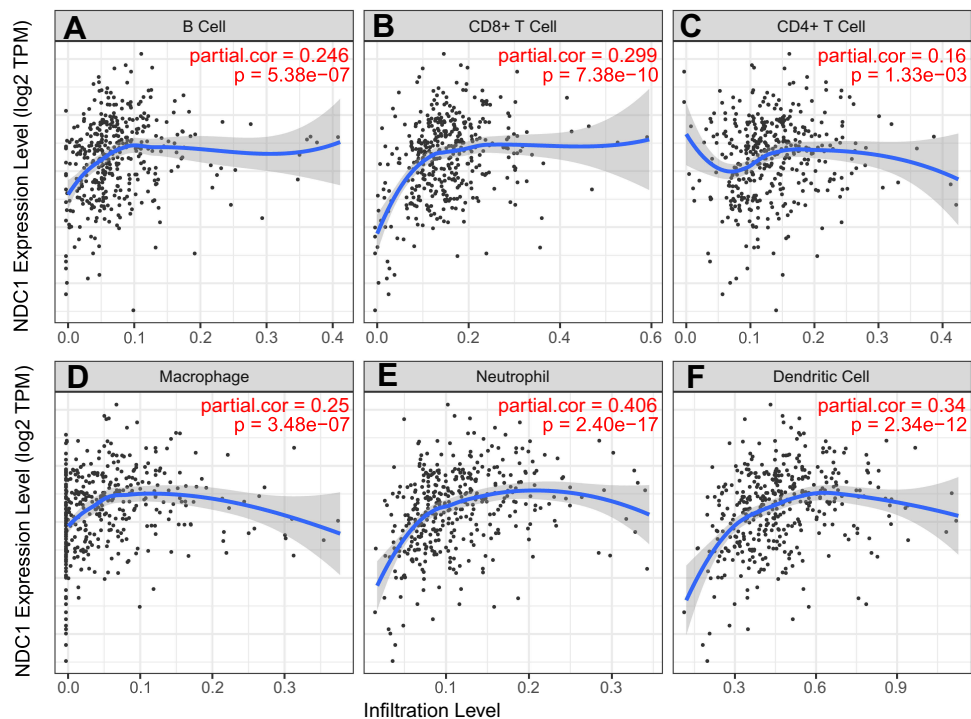 A B Cell
B CD8+ T Cell
C CD4+ T Cell
NDC1 Expression Level (log2 TPM)
partial.cor = 0.246
p = 5.38e−07
partial.cor = 0.299
p = 7.38e−10
partial.cor = 0.16
p = 1.33e−03
0.0 0.1 0.2 0.3 0.4
0.0 0.2 0.4 0.6
0.0 0.1 0.2 0.3 0.4
D Macrophage
E Neutrophil
F Dendritic Cell
NDC1 Expression Level (log2 TPM)
partial.cor = 0.25
p = 3.48e−07
partial.cor = 0.406
p = 2.40e−17
partial.cor = 0.34
p = 2.34e−12
0.0 0.1 0.2 0.3
0.1 0.2 0.3
0.3 0.6 0.9
Infiltration Level